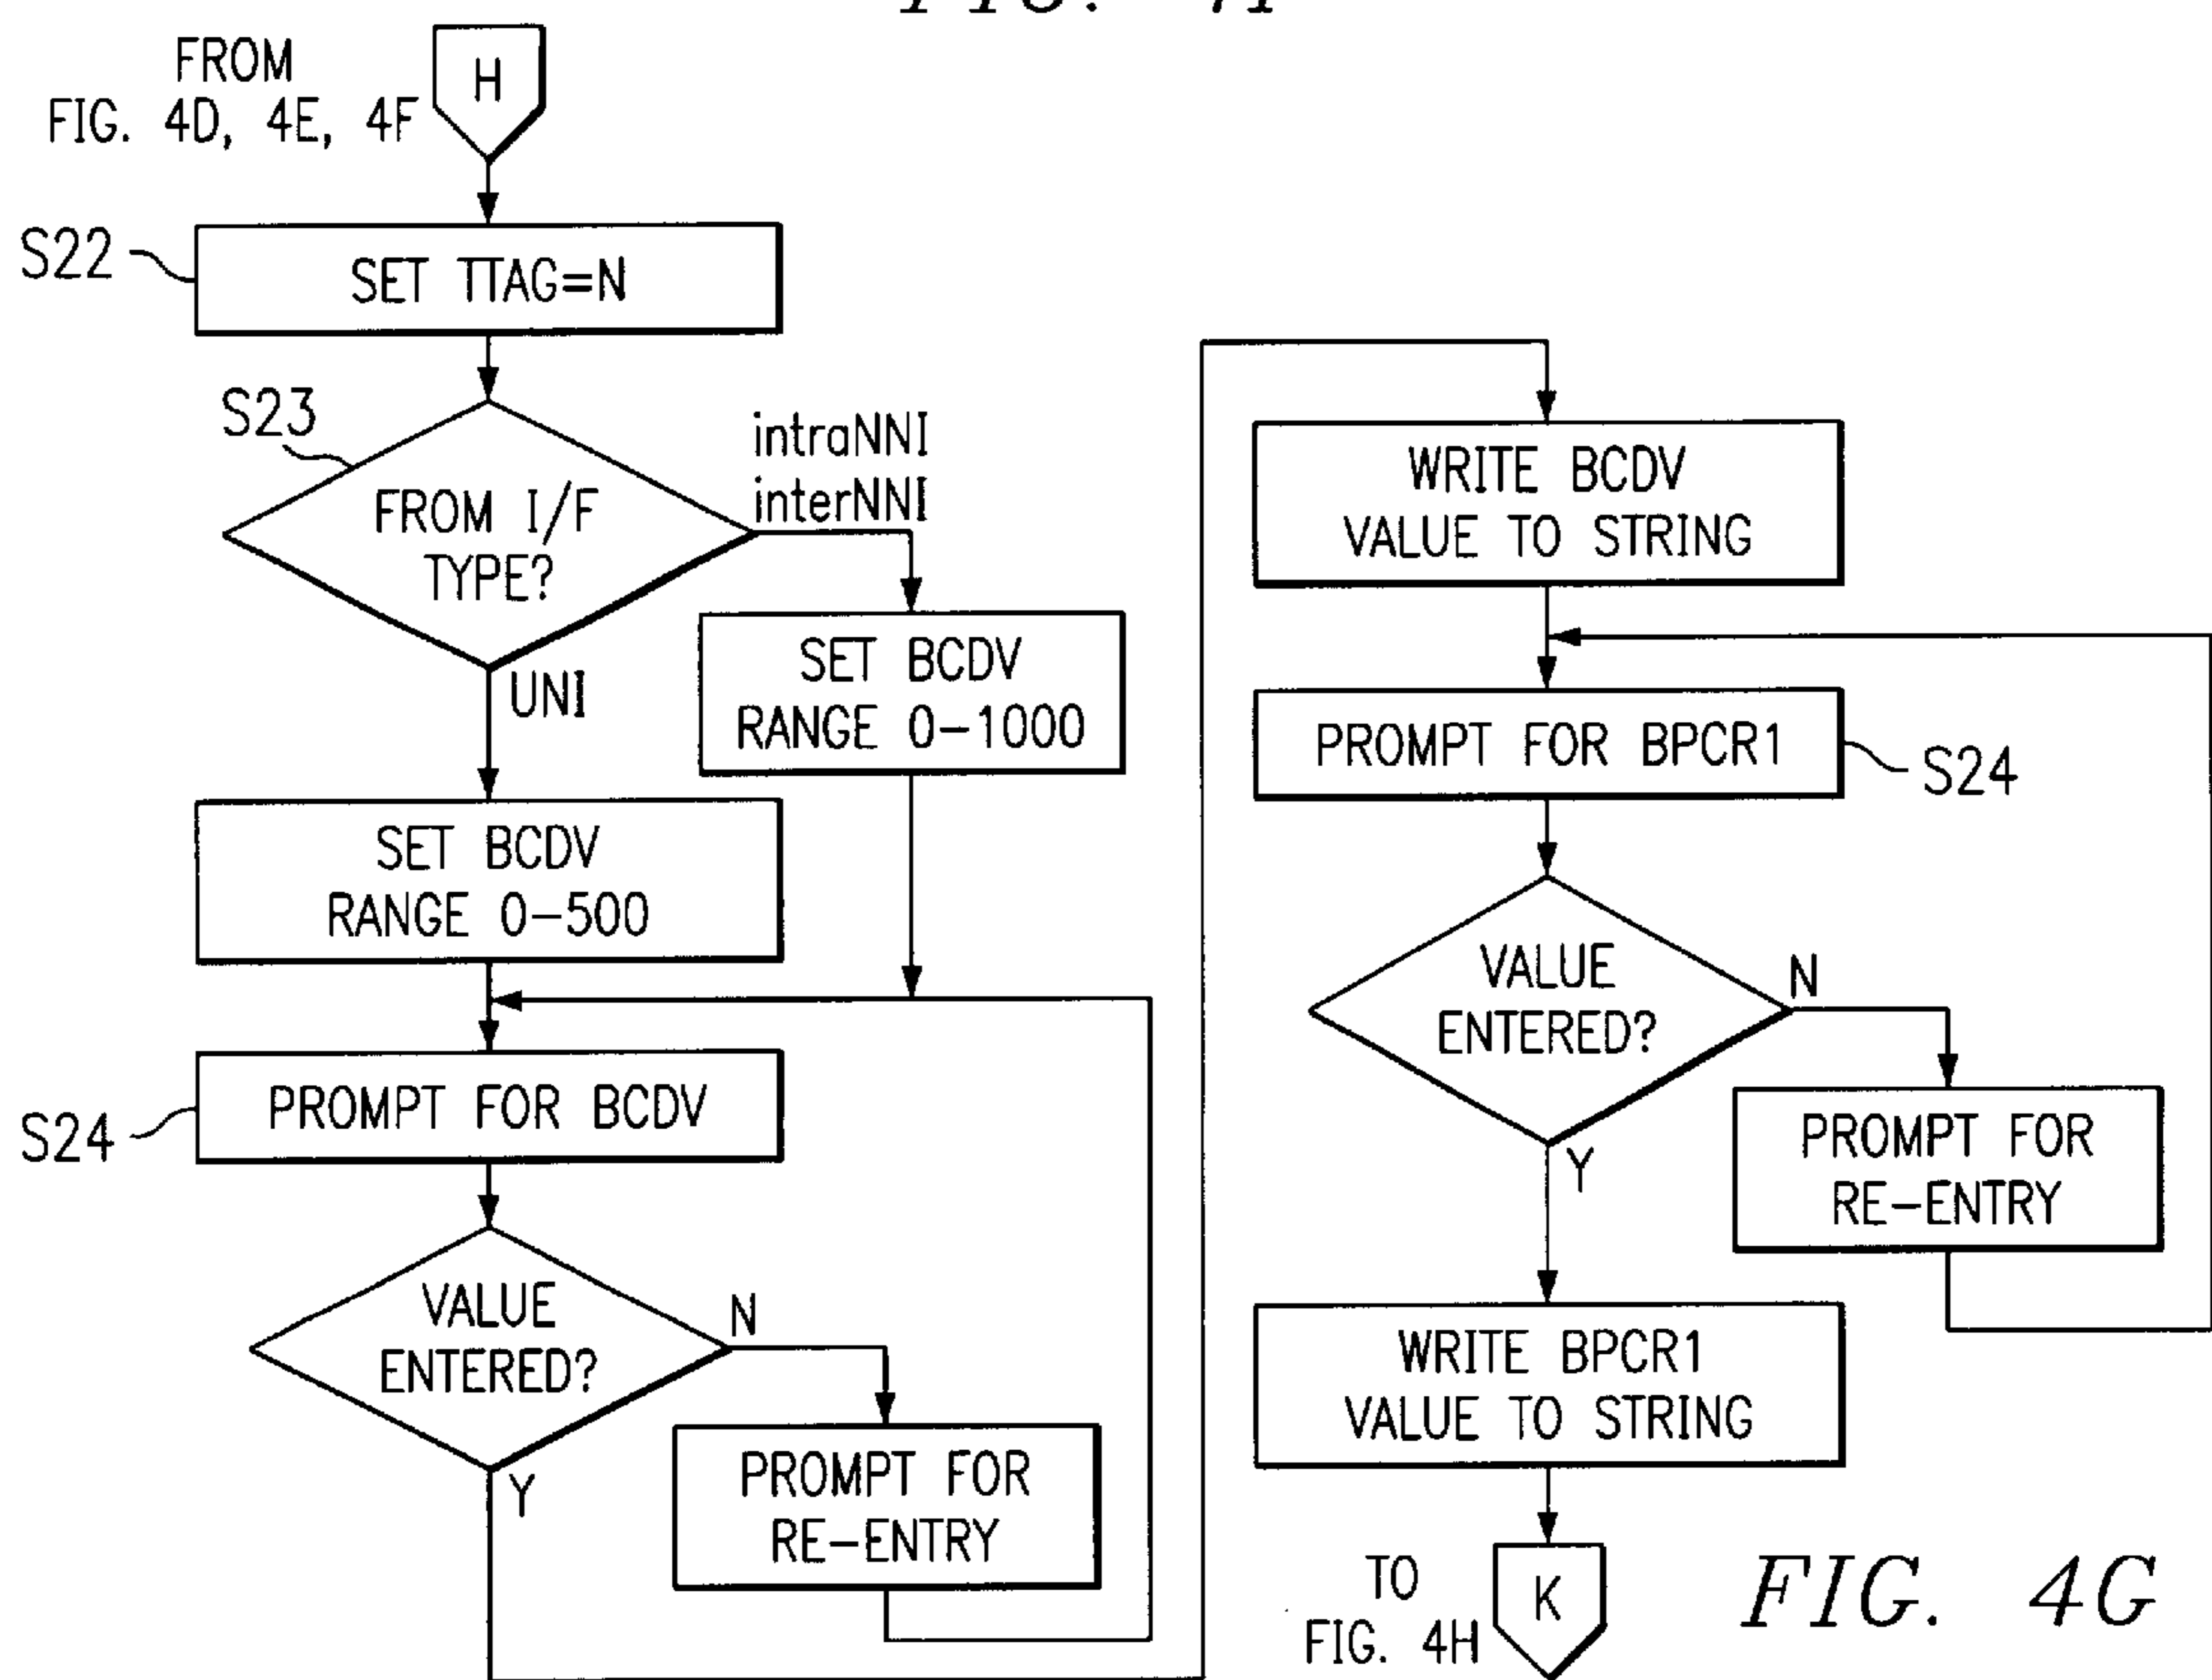 FROM
FIG. 4D, 4E, 4F
H
S22
SET TTAG=N
S23
FROM I/F
TYPE?
intraNNI
interNNI
UNI
SET BCDV
RANGE 0-1000
SET BCDV
RANGE 0-500
S24
PROMPT FOR BCDV
VALUE
ENTERED?
N
Y
PROMPT FOR
RE-ENTRY
WRITE BCDV
VALUE TO STRING
PROMPT FOR BPCR1
S24
VALUE
ENTERED?
N
Y
PROMPT FOR
RE-ENTRY
WRITE BPCR1
VALUE TO STRING
TO
FIG. 4H
K
FIG. 4G